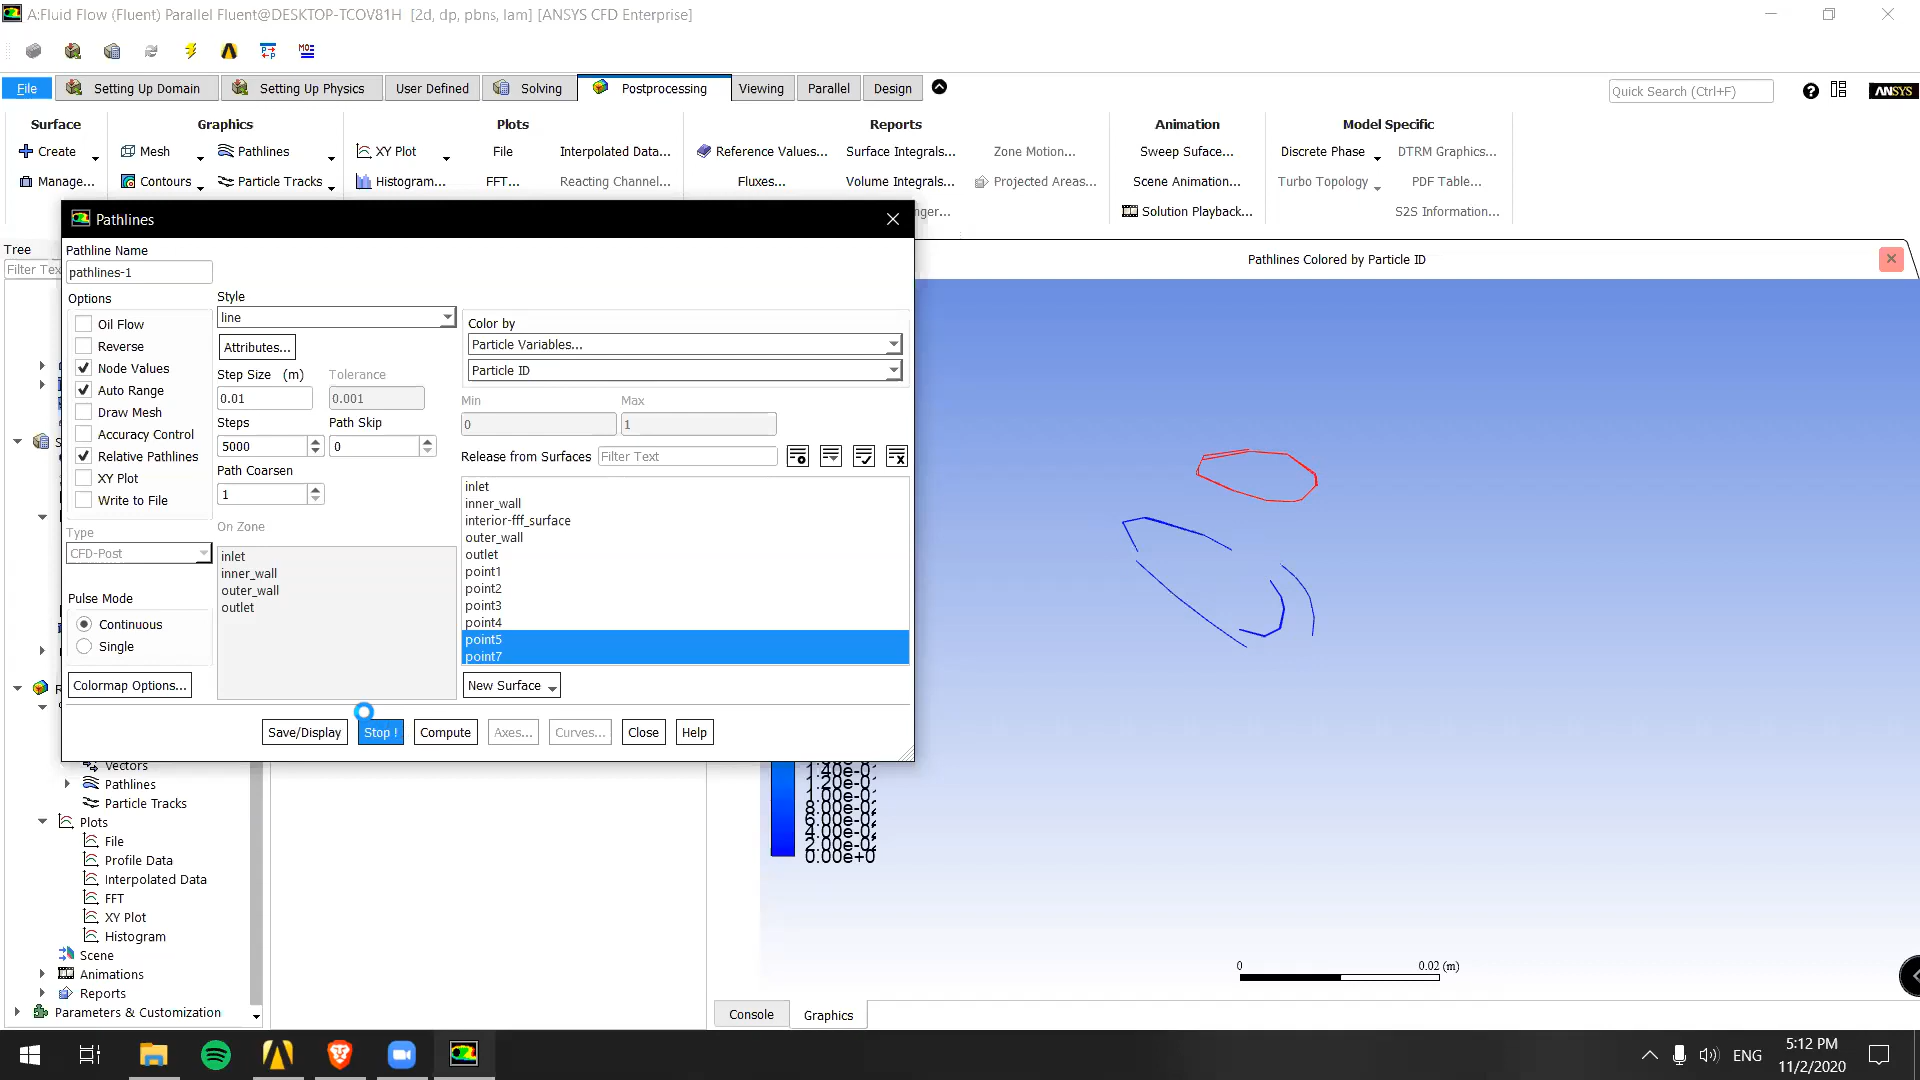 A:Fluid Flow (Fluent) Parallel Fluent@DESKTOP-TCOV81H [2d, dp, pbns, lam] [ANSYS CFD Enterprise]
File
Setting Up Domain
Setting Up Physics
User Defined
Solving
Postprocessing
Viewing
Parallel
Design
Quick Search (Ctrl+F)
ANSYS
Surface
Graphics
Plots
Reports
Animation
Model Specific
Create
Mesh
Pathlines
XY Plot
File
Interpolated Data...
Reference Values...
Surface Integrals...
Zone Motion...
Sweep Suface...
Discrete Phase
DTRM Graphics...
Manage...
Contours
Particle Tracks
Histogram...
FFT...
Reacting Channel...
Fluxes...
Volume Integrals...
Projected Areas...
Scene Animation...
Turbo Topology
PDF Table...
Solution Playback...
S2S Information...
Pathlines
Tree
Pathline Name
pathlines-1
Pathlines Colored by Particle ID
Options
Oil Flow
Reverse
Node Values
Auto Range
Draw Mesh
Accuracy Control
Relative Pathlines
XY Plot
Write to File
Type
CFD-Post
Pulse Mode
Continuous
Single
Colormap Options...
Style
line
Attributes...
Step Size (m)
Tolerance
0.01
0.001
Steps
Path Skip
5000
0
Path Coarsen
1
On Zone
inlet
inner_wall
outer_wall
outlet
Color by
Particle Variables...
Particle ID
Min
Max
0
1
Release from Surfaces
Filter Text
inlet
inner_wall
interior-fff_surface
outer_wall
outlet
point1
point2
point3
point4
point5
point7
New Surface
Save/Display
Stop !
Compute
Axes...
Curves...
Close
Help
Vectors
Pathlines
Particle Tracks
Plots
File
Profile Data
Interpolated Data
FFT
XY Plot
Histogram
Scene
Animations
Reports
Parameters & Customization
0
0.02 (m)
Console
Graphics
ENG
5:12 PM
11/2/2020